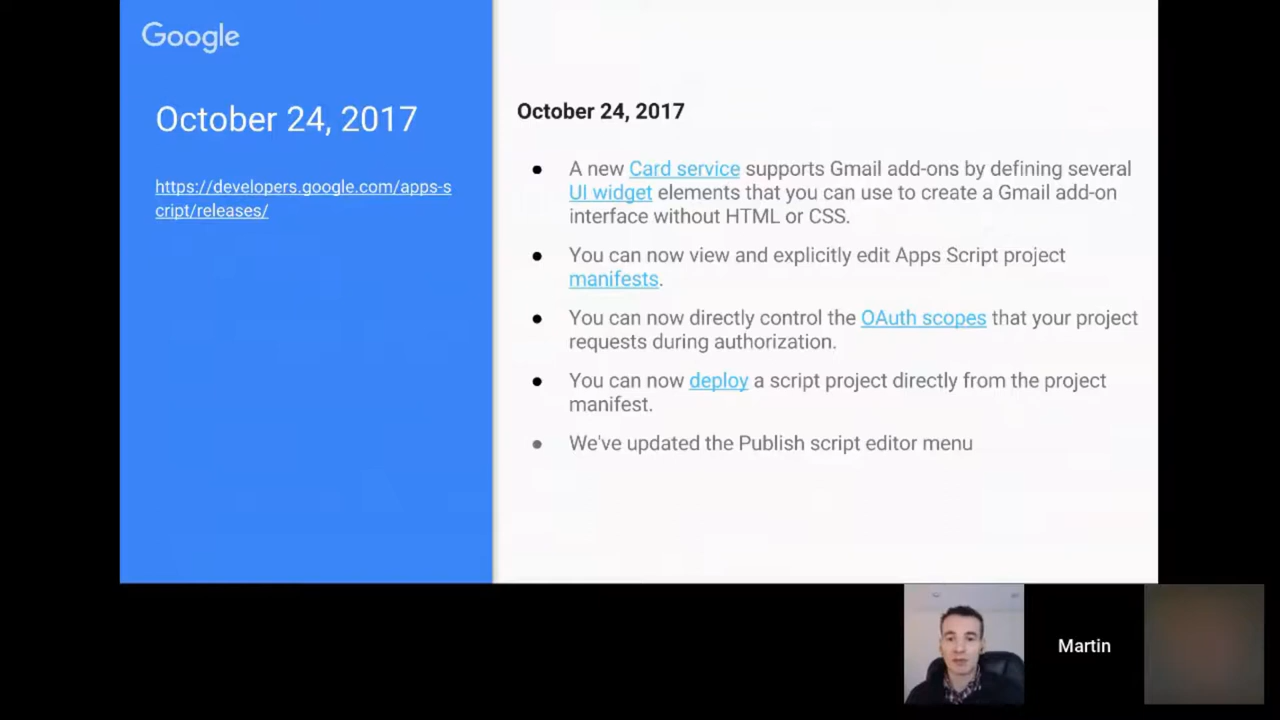 Google
October 24, 2017
https://developers.google.com/apps-s
cript/releases/
October 24, 2017
● A new Card service supports Gmail add-ons by defining several
UI widget elements that you can use to create a Gmail add-on
interface without HTML or CSS.
● You can now view and explicitly edit Apps Script project
manifests.
● You can now directly control the OAuth scopes that your project
requests during authorization.
● You can now deploy a script project directly from the project
manifest.
● We've updated the Publish script editor menu
Martin